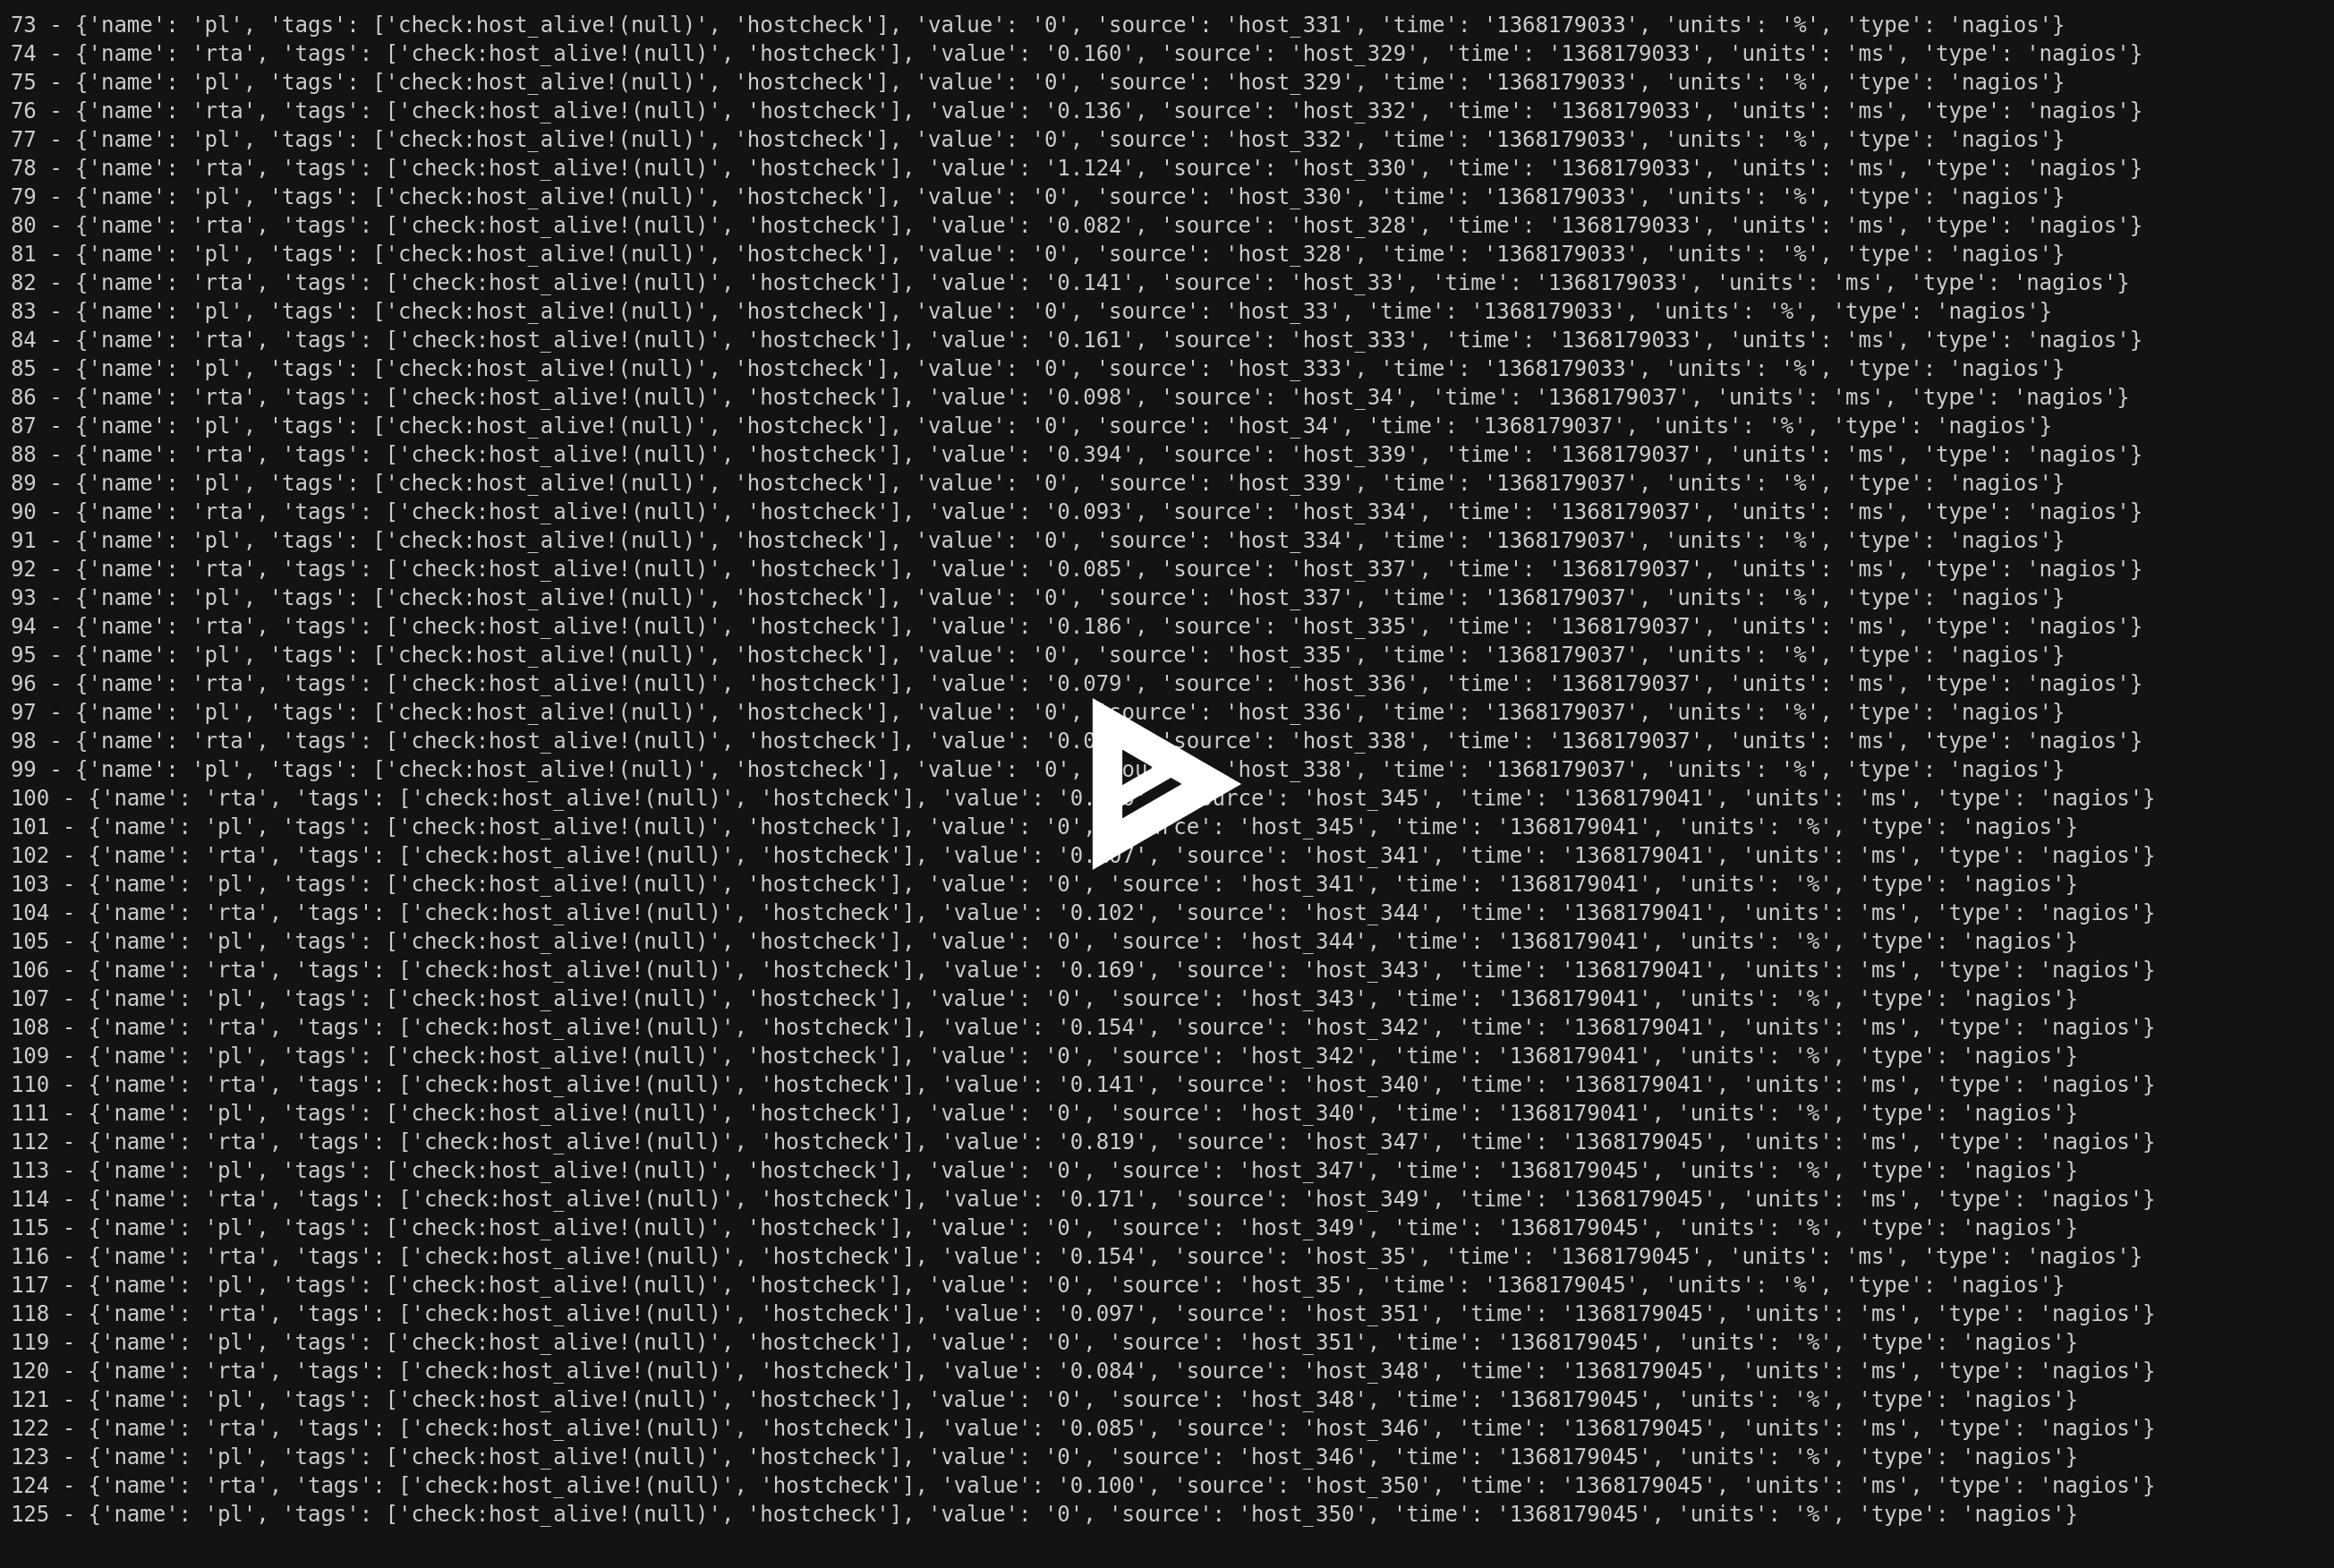 73 - {'name': 'pl', 'tags': ['check:host_alive!(null)', 'hostcheck'], 'value': '0', 'source': 'host_331', 'time': '1368179033', 'units': '%', 'type': 'nagios'}
74 - {'name': 'rta', 'tags': ['check:host_alive!(null)', 'hostcheck'], 'value': '0.160', 'source': 'host_329', 'time': '1368179033', 'units': 'ms', 'type': 'nagios'}
75 - {'name': 'pl', 'tags': ['check:host_alive!(null)', 'hostcheck'], 'value': '0', 'source': 'host_329', 'time': '1368179033', 'units': '%', 'type': 'nagios'}
76 - {'name': 'rta', 'tags': ['check:host_alive!(null)', 'hostcheck'], 'value': '0.136', 'source': 'host_332', 'time': '1368179033', 'units': 'ms', 'type': 'nagios'}
77 - {'name': 'pl', 'tags': ['check:host_alive!(null)', 'hostcheck'], 'value': '0', 'source': 'host_332', 'time': '1368179033', 'units': '%', 'type': 'nagios'}
78 - {'name': 'rta', 'tags': ['check:host_alive!(null)', 'hostcheck'], 'value': '1.124', 'source': 'host_330', 'time': '1368179033', 'units': 'ms', 'type': 'nagios'}
79 - {'name': 'pl', 'tags': ['check:host_alive!(null)', 'hostcheck'], 'value': '0', 'source': 'host_330', 'time': '1368179033', 'units': '%', 'type': 'nagios'}
80 - {'name': 'rta', 'tags': ['check:host_alive!(null)', 'hostcheck'], 'value': '0.082', 'source': 'host_328', 'time': '1368179033', 'units': 'ms', 'type': 'nagios'}
81 - {'name': 'pl', 'tags': ['check:host_alive!(null)', 'hostcheck'], 'value': '0', 'source': 'host_328', 'time': '1368179033', 'units': '%', 'type': 'nagios'}
82 - {'name': 'rta', 'tags': ['check:host_alive!(null)', 'hostcheck'], 'value': '0.141', 'source': 'host_33', 'time': '1368179033', 'units': 'ms', 'type': 'nagios'}
83 - {'name': 'pl', 'tags': ['check:host_alive!(null)', 'hostcheck'], 'value': '0', 'source': 'host_33', 'time': '1368179033', 'units': '%', 'type': 'nagios'}
84 - {'name': 'rta', 'tags': ['check:host_alive!(null)', 'hostcheck'], 'value': '0.161', 'source': 'host_333', 'time': '1368179033', 'units': 'ms', 'type': 'nagios'}
85 - {'name': 'pl', 'tags': ['check:host_alive!(null)', 'hostcheck'], 'value': '0', 'source': 'host_333', 'time': '1368179033', 'units': '%', 'type': 'nagios'}
86 - {'name': 'rta', 'tags': ['check:host_alive!(null)', 'hostcheck'], 'value': '0.098', 'source': 'host_34', 'time': '1368179037', 'units': 'ms', 'type': 'nagios'}
87 - {'name': 'pl', 'tags': ['check:host_alive!(null)', 'hostcheck'], 'value': '0', 'source': 'host_34', 'time': '1368179037', 'units': '%', 'type': 'nagios'}
88 - {'name': 'rta', 'tags': ['check:host_alive!(null)', 'hostcheck'], 'value': '0.394', 'source': 'host_339', 'time': '1368179037', 'units': 'ms', 'type': 'nagios'}
89 - {'name': 'pl', 'tags': ['check:host_alive!(null)', 'hostcheck'], 'value': '0', 'source': 'host_339', 'time': '1368179037', 'units': '%', 'type': 'nagios'}
90 - {'name': 'rta', 'tags': ['check:host_alive!(null)', 'hostcheck'], 'value': '0.093', 'source': 'host_334', 'time': '1368179037', 'units': 'ms', 'type': 'nagios'}
91 - {'name': 'pl', 'tags': ['check:host_alive!(null)', 'hostcheck'], 'value': '0', 'source': 'host_334', 'time': '1368179037', 'units': '%', 'type': 'nagios'}
92 - {'name': 'rta', 'tags': ['check:host_alive!(null)', 'hostcheck'], 'value': '0.085', 'source': 'host_337', 'time': '1368179037', 'units': 'ms', 'type': 'nagios'}
93 - {'name': 'pl', 'tags': ['check:host_alive!(null)', 'hostcheck'], 'value': '0', 'source': 'host_337', 'time': '1368179037', 'units': '%', 'type': 'nagios'}
94 - {'name': 'rta', 'tags': ['check:host_alive!(null)', 'hostcheck'], 'value': '0.186', 'source': 'host_335', 'time': '1368179037', 'units': 'ms', 'type': 'nagios'}
95 - {'name': 'pl', 'tags': ['check:host_alive!(null)', 'hostcheck'], 'value': '0', 'source': 'host_335', 'time': '1368179037', 'units': '%', 'type': 'nagios'}
96 - {'name': 'rta', 'tags': ['check:host_alive!(null)', 'hostcheck'], 'value': '0.079', 'source': 'host_336', 'time': '1368179037', 'units': 'ms', 'type': 'nagios'}
97 - {'name': 'pl', 'tags': ['check:host_alive!(null)', 'hostcheck'], 'value': '0', 'source': 'host_336', 'time': '1368179037', 'units': '%', 'type': 'nagios'}
98 - {'name': 'rta', 'tags': ['check:host_alive!(null)', 'hostcheck'], 'value': source': 'host_338', 'time': '1368179037', 'units': 'ms', 'type': 'nagios'}
99 - {'name': 'pl', 'tags': ['check:host_alive!(null)', 'hostcheck'], 'value': '0', 'host_338', 'time': '1368179037', 'units': '%', 'type': 'nagios'}
100 - {'name': 'rta', 'tags': ['check:host_alive!(null)', 'hostcheck'], 'value': 'host_345', 'time': '1368179041', 'units': 'ms', 'type': 'nagios'}
101 - {'name': 'pl', 'tags': ['check:host_alive!(null)', 'hostcheck'], 'value': '0', 'host_345', 'time': '1368179041', 'units': '%', 'type': 'nagios'}
102 - {'name': 'rta', 'tags': ['check:host_alive!(null)', 'hostcheck'], 'value': 'source': 'host_341', 'time': '1368179041', 'units': 'ms', 'type': 'nagios'}
103 - {'name': 'pl', 'tags': ['check:host_alive!(null)', 'hostcheck'], 'value': '0', 'source': 'host_341', 'time': '1368179041', 'units': '%', 'type': 'nagios'}
104 - {'name': 'rta', 'tags': ['check:host_alive!(null)', 'hostcheck'], 'value': '0.102', 'source': 'host_344', 'time': '1368179041', 'units': 'ms', 'type': 'nagios'}
105 - {'name': 'pl', 'tags': ['check:host_alive!(null)', 'hostcheck'], 'value': '0', 'source': 'host_344', 'time': '1368179041', 'units': '%', 'type': 'nagios'}
106 - {'name': 'rta', 'tags': ['check:host_alive!(null)', 'hostcheck'], 'value': '0.169', 'source': 'host_343', 'time': '1368179041', 'units': 'ms', 'type': 'nagios'}
107 - {'name': 'pl', 'tags': ['check:host_alive!(null)', 'hostcheck'], 'value': '0', 'source': 'host_343', 'time': '1368179041', 'units': '%', 'type': 'nagios'}
108 - {'name': 'rta', 'tags': ['check:host_alive!(null)', 'hostcheck'], 'value': '0.154', 'source': 'host_342', 'time': '1368179041', 'units': 'ms', 'type': 'nagios'}
109 - {'name': 'pl', 'tags': ['check:host_alive!(null)', 'hostcheck'], 'value': '0', 'source': 'host_342', 'time': '1368179041', 'units': '%', 'type': 'nagios'}
110 - {'name': 'rta', 'tags': ['check:host_alive!(null)', 'hostcheck'], 'value': '0.141', 'source': 'host_340', 'time': '1368179041', 'units': 'ms', 'type': 'nagios'}
111 - {'name': 'pl', 'tags': ['check:host_alive!(null)', 'hostcheck'], 'value': '0', 'source': 'host_340', 'time': '1368179041', 'units': '%', 'type': 'nagios'}
112 - {'name': 'rta', 'tags': ['check:host_alive!(null)', 'hostcheck'], 'value': '0.819', 'source': 'host_347', 'time': '1368179045', 'units': 'ms', 'type': 'nagios'}
113 - {'name': 'pl', 'tags': ['check:host_alive!(null)', 'hostcheck'], 'value': '0', 'source': 'host_347', 'time': '1368179045', 'units': '%', 'type': 'nagios'}
114 - {'name': 'rta', 'tags': ['check:host_alive!(null)', 'hostcheck'], 'value': '0.171', 'source': 'host_349', 'time': '1368179045', 'units': 'ms', 'type': 'nagios'}
115 - {'name': 'pl', 'tags': ['check:host_alive!(null)', 'hostcheck'], 'value': '0', 'source': 'host_349', 'time': '1368179045', 'units': '%', 'type': 'nagios'}
116 - {'name': 'rta', 'tags': ['check:host_alive!(null)', 'hostcheck'], 'value': '0.154', 'source': 'host_35', 'time': '1368179045', 'units': 'ms', 'type': 'nagios'}
117 - {'name': 'pl', 'tags': ['check:host_alive!(null)', 'hostcheck'], 'value': '0', 'source': 'host_35', 'time': '1368179045', 'units': '%', 'type': 'nagios'}
118 - {'name': 'rta', 'tags': ['check:host_alive!(null)', 'hostcheck'], 'value': '0.097', 'source': 'host_351', 'time': '1368179045', 'units': 'ms', 'type': 'nagios'}
119 - {'name': 'pl', 'tags': ['check:host_alive!(null)', 'hostcheck'], 'value': '0', 'source': 'host_351', 'time': '1368179045', 'units': '%', 'type': 'nagios'}
120 - {'name': 'rta', 'tags': ['check:host_alive!(null)', 'hostcheck'], 'value': '0.084', 'source': 'host_348', 'time': '1368179045', 'units': 'ms', 'type': 'nagios'}
121 - {'name': 'pl', 'tags': ['check:host_alive!(null)', 'hostcheck'], 'value': '0', 'source': 'host_348', 'time': '1368179045', 'units': '%', 'type': 'nagios'}
122 - {'name': 'rta', 'tags': ['check:host_alive!(null)', 'hostcheck'], 'value': '0.085', 'source': 'host_346', 'time': '1368179045', 'units': 'ms', 'type': 'nagios'}
123 - {'name': 'pl', 'tags': ['check:host_alive!(null)', 'hostcheck'], 'value': '0', 'source': 'host_346', 'time': '1368179045', 'units': '%', 'type': 'nagios'}
124 - {'name': 'rta', 'tags': ['check:host_alive!(null)', 'hostcheck'], 'value': '0.100', 'source': 'host_350', 'time': '1368179045', 'units': 'ms', 'type': 'nagios'}
125 - {'name': 'pl', 'tags': ['check:host_alive!(null)', 'hostcheck'], 'value': '0', 'source': 'host_350', 'time': '1368179045', 'units': '%', 'type': 'nagios'}